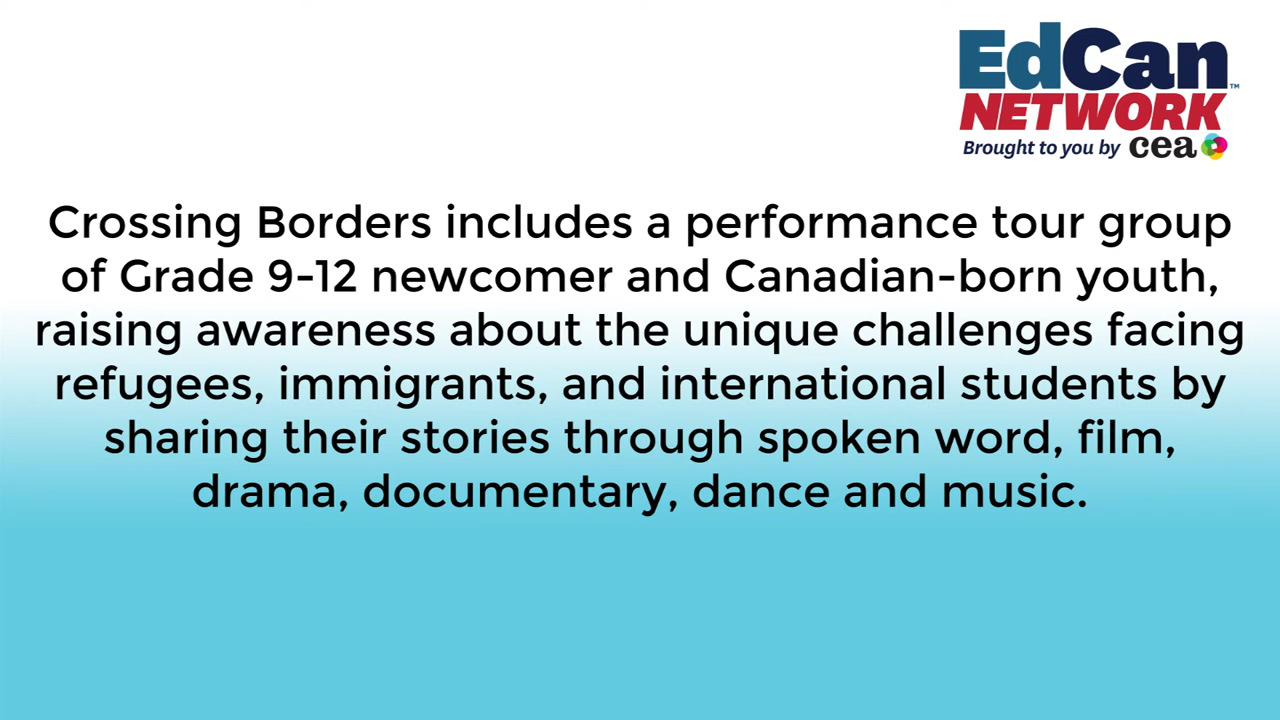 EdCan™
NETWORK
Brought to you by cea
Crossing Borders includes a performance tour group
of Grade 9-12 newcomer and Canadian-born youth,
raising awareness about the unique challenges facing
refugees, immigrants, and international students by
sharing their stories through spoken word, film,
drama, documentary, dance and music.